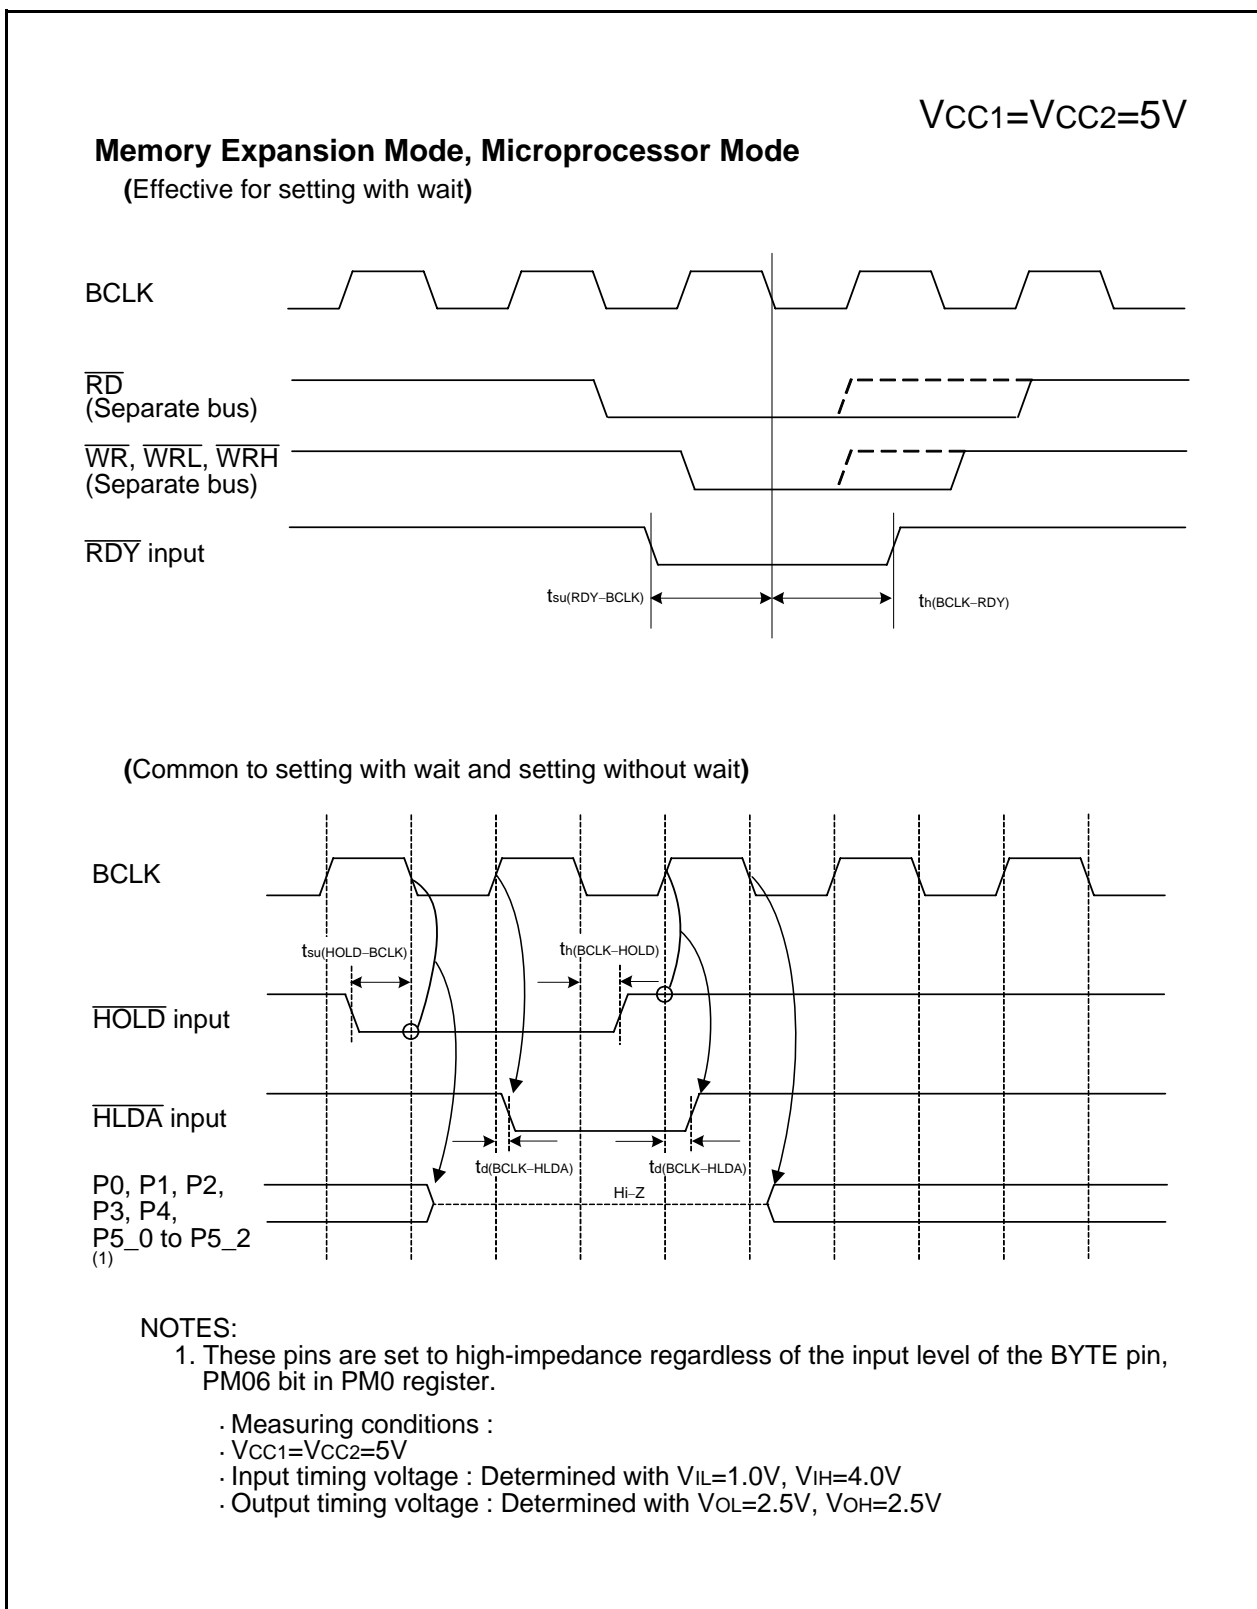 VCC1=VCC2=5V
Memory Expansion Mode, Microprocessor Mode
(Effective for setting with wait)
BCLK
RD
(Separate bus)
WR, WRL, WRH
(Separate bus)
RDY input
tsu(RDY–BCLK)
th(BCLK–RDY)
(Common to setting with wait and setting without wait)
BCLK
tsu(HOLD–BCLK)
th(BCLK–HOLD)
HOLD input
HLDA input
td(BCLK–HLDA)
td(BCLK–HLDA)
P0, P1, P2,
P3, P4,
P5_0 to P5_2
(1)
Hi–Z
NOTES:
1. These pins are set to high-impedance regardless of the input level of the BYTE pin,
PM06 bit in PM0 register.
· Measuring conditions :
· VCC1=VCC2=5V
· Input timing voltage : Determined with VIL=1.0V, VIH=4.0V
· Output timing voltage : Determined with VOL=2.5V, VOH=2.5V